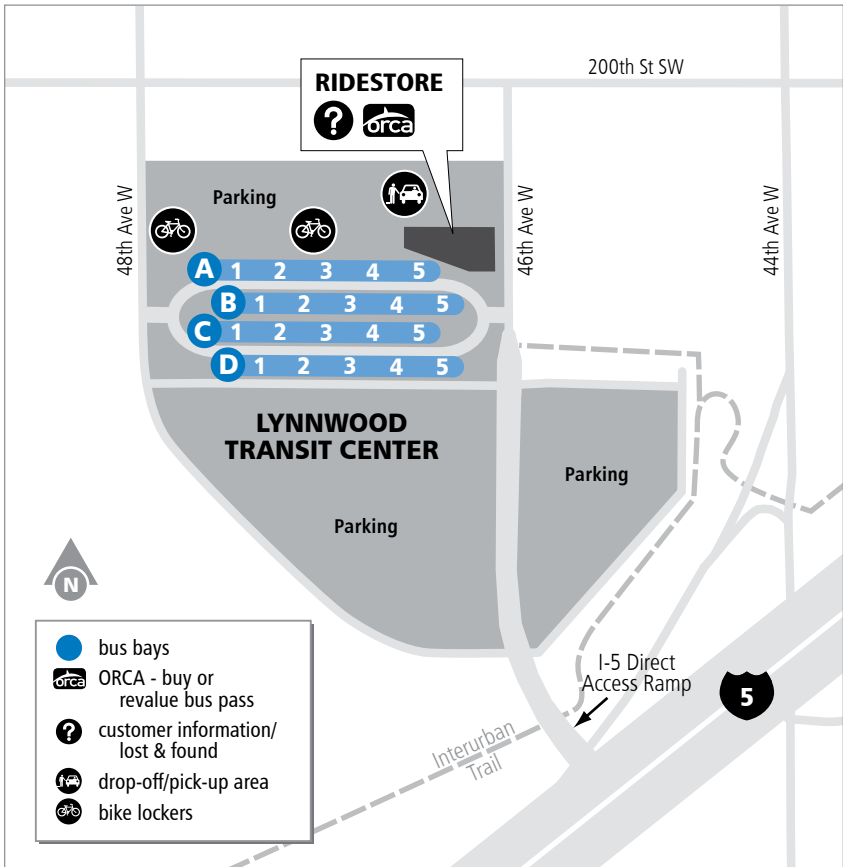 200th St SW
RIDESTORE
?
orca
48th Ave W
46th Ave W
44th Ave W
Parking
A 1 2 3 4 5
B 1 2 3 4 5
C 1 2 3 4 5
D 1 2 3 4 5
LYNNWOOD
TRANSIT CENTER
Parking
Parking
N
I-5 Direct
Access Ramp
5
Interurban
Trail
bus bays
orca
ORCA - buy or
revalue bus pass
?
customer information/
lost & found
drop-off/pick-up area
bike lockers